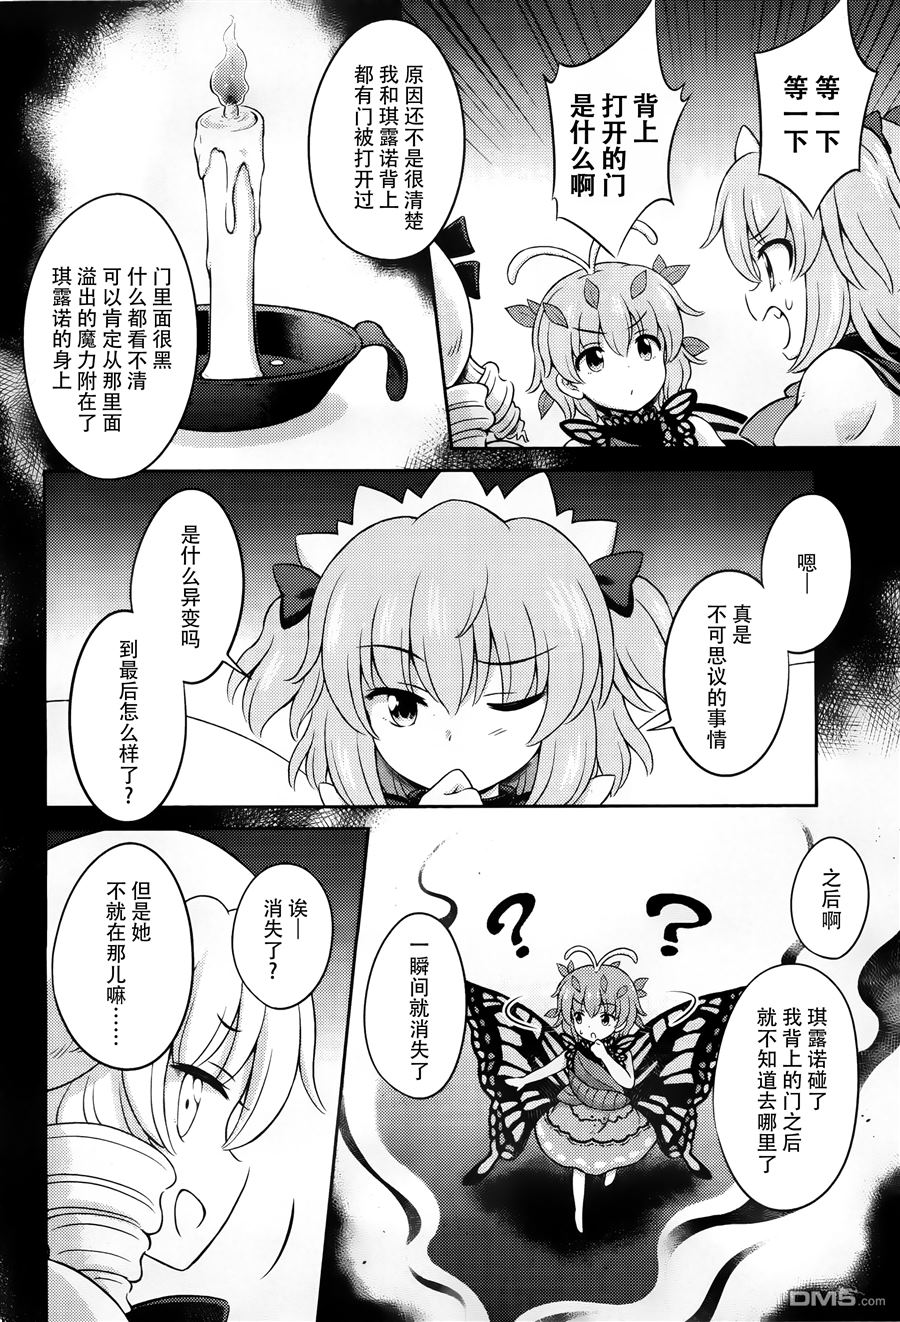 等一下
等一下
背上
打开的门
是什么啊
原因还不是很清楚
我和琪露诺背上
都有门被打开过
门里面很黑
什么都看不清
可以肯定从那里面
溢出的魔力附在了
琪露诺的身上
嗯—
真是
不可思议的事情
是什么异变吗
到最后怎么样了?
之后啊
琪露诺碰了
我背上的门之后
就不知道去哪里了
? ?
一瞬间就消失了
诶—
消失了?
但是她
不就在那儿嘛……
DM5.com